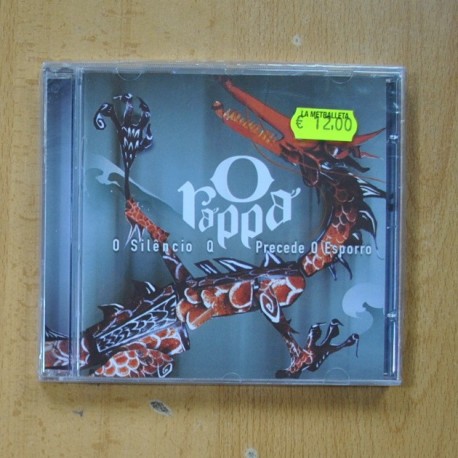 LA METRALLETA
€ 12,00
O
rappa
O Silêncio Q Precede O Esporro